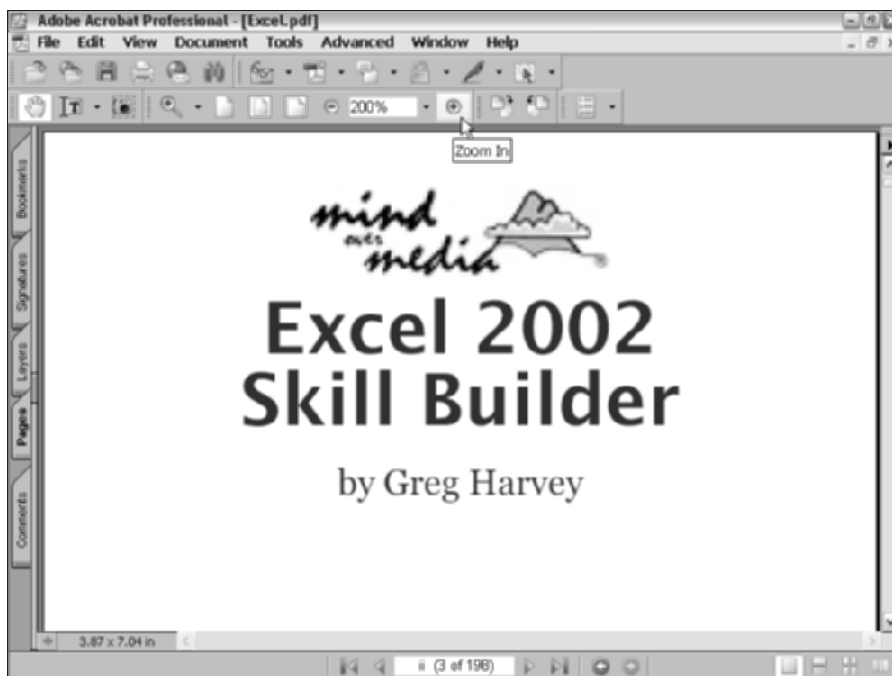 Adobe Acrobat Professional - [Excel.pdf]
File Edit View Document Tools Advanced Window Help
200%
Zoom In
Bookmarks
Signatures
Layers
Pages
Comments
mind
over
media
Excel 2002
Skill Builder
by Greg Harvey
3.87 x 7.04 in
ii (3 of 198)